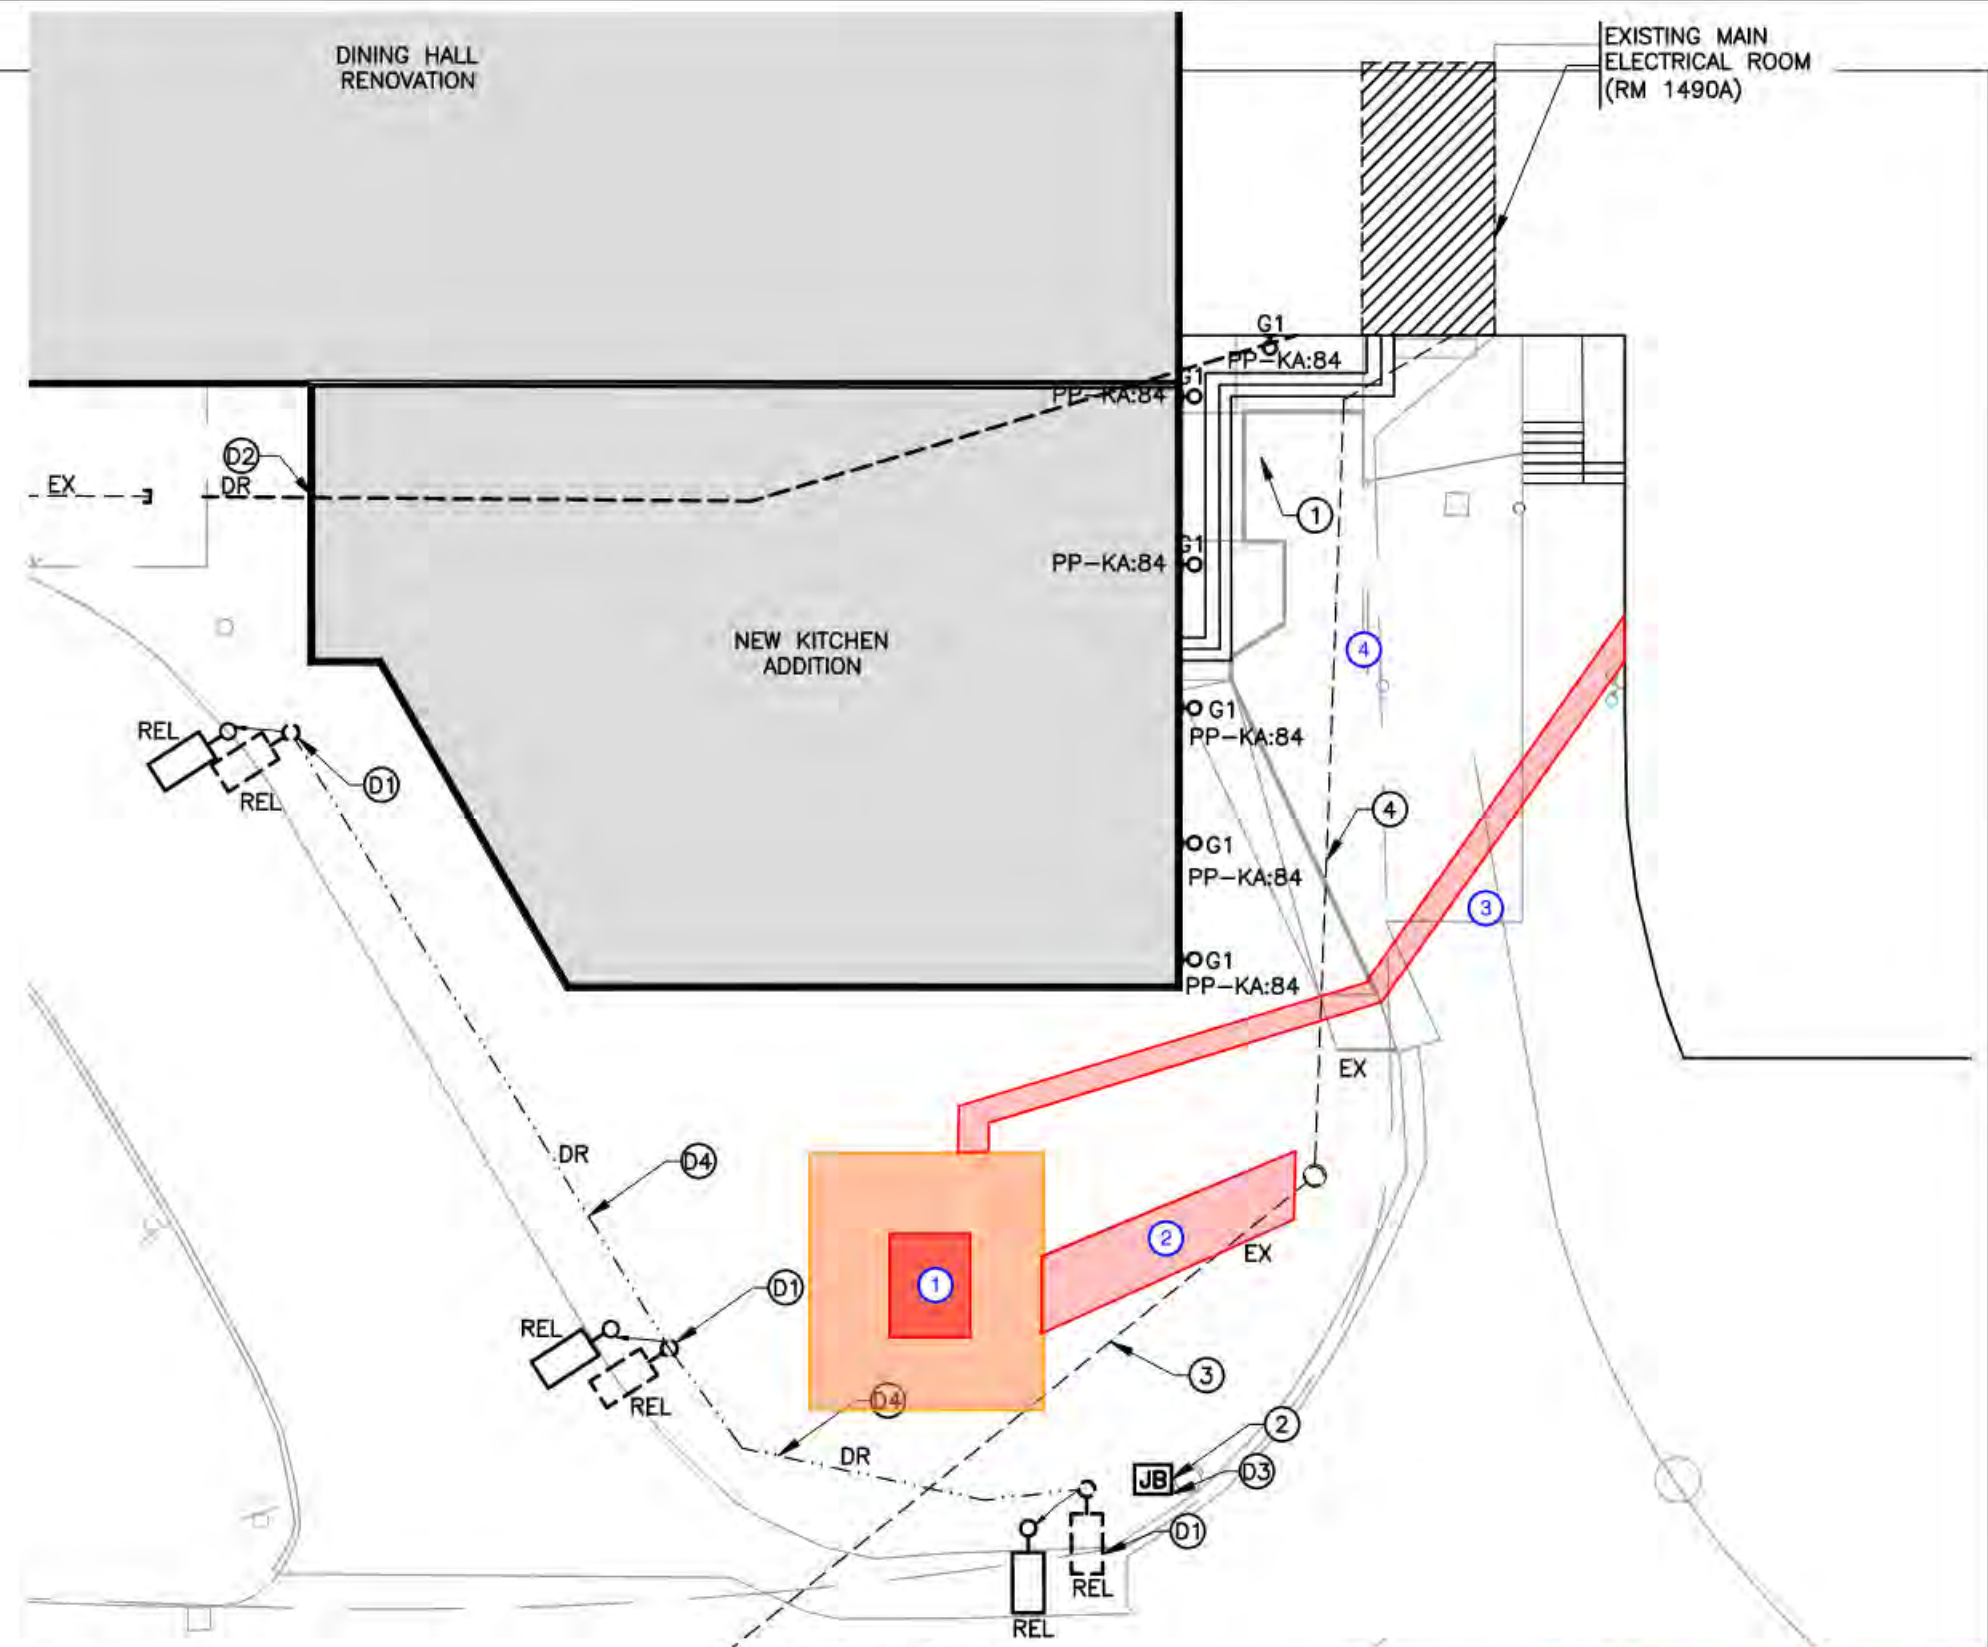 DINING HALL
RENOVATION
EXISTING MAIN
ELECTRICAL ROOM
(RM 1490A)
G1
PP-KA:84
G1
PP-KA:84
D2
EX
DR
1
G1
PP-KA:84
NEW KITCHEN
ADDITION
4
G1
PP-KA:84
REL
REL
D1
4
G1
PP-KA:84
3
G1
PP-KA:84
EX
DR
D4
2
EX
1
D1
REL
REL
3
D4
2
DR
JB
D3
D1
REL
REL